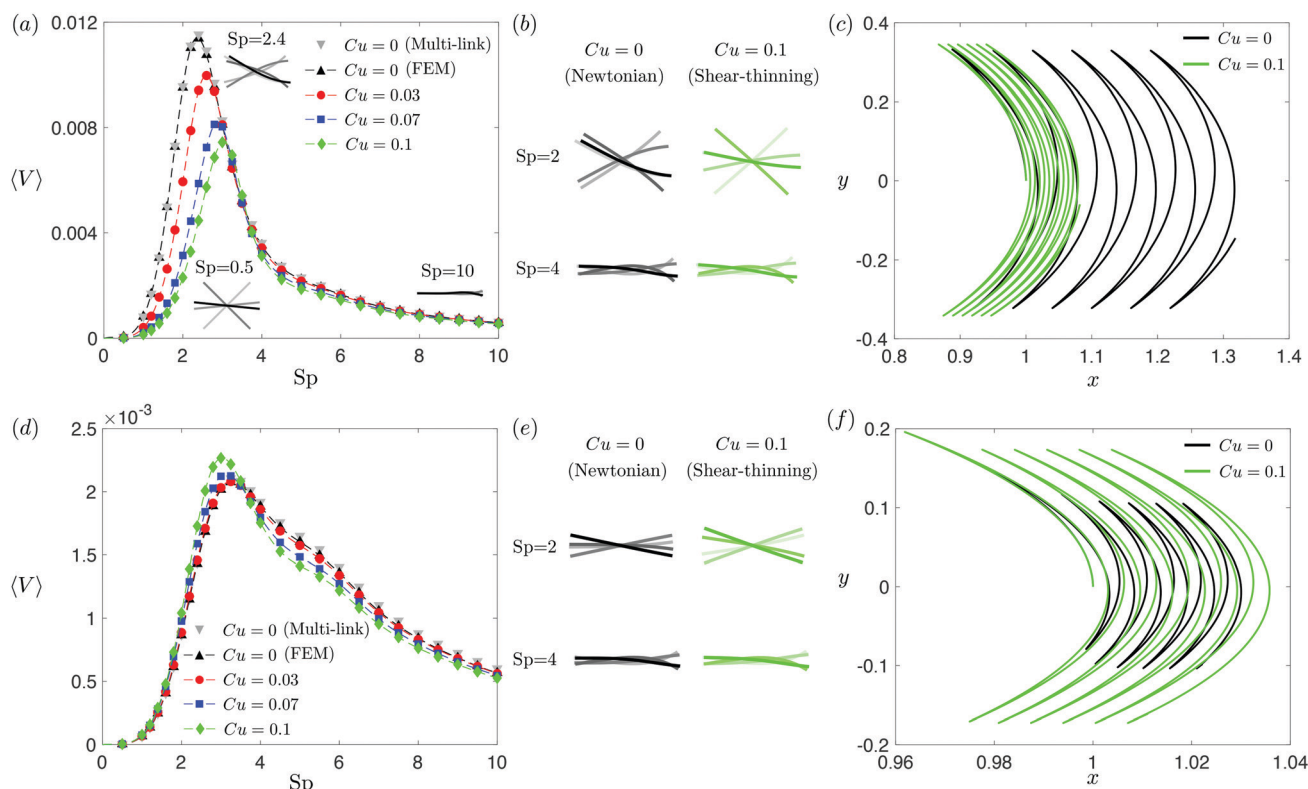 (a)
0.012
0.008
0.004
0
⟨V⟩
0 2 4 6 8 10
Sp
Sp=2.4
Sp=0.5
Sp=10
Cu = 0 (Multi-link)
Cu = 0 (FEM)
Cu = 0.03
Cu = 0.07
Cu = 0.1
(b)
Cu = 0 Cu = 0.1
(Newtonian) (Shear-thinning)
Sp=2
Sp=4
(c)
0.4
0.2
0
-0.2
-0.4
y
0.8 0.9 1 1.1 1.2 1.3 1.4
x
Cu = 0
Cu = 0.1
(d)
×10⁻³
2.5
2
1.5
1
0.5
0
⟨V⟩
0 2 4 6 8 10
Sp
Cu = 0 (Multi-link)
Cu = 0 (FEM)
Cu = 0.03
Cu = 0.07
Cu = 0.1
(e)
Cu = 0 Cu = 0.1
(Newtonian) (Shear-thinning)
Sp=2
Sp=4
(f)
0.2
0.1
0
-0.1
-0.2
y
0.96 0.98 1 1.02 1.04
x
Cu = 0
Cu = 0.1